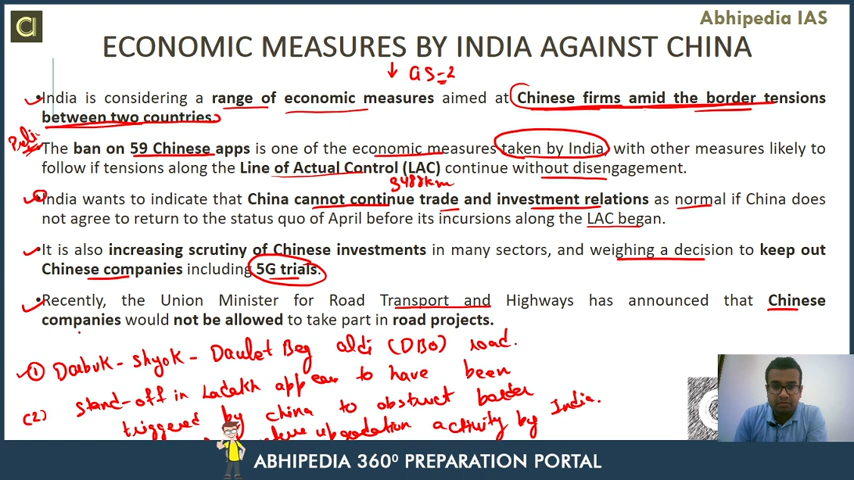 Abhipedia IAS
ECONOMIC MEASURES BY INDIA AGAINST CHINA
↓ GS-2
•India is considering a range of economic measures aimed at Chinese firms amid the border tensions
between two countries.
Preli
The ban on 59 Chinese apps is one of the economic measures taken by India, with other measures likely to
follow if tensions along the Line of Actual Control (LAC) continue without disengagement.
3488km
•India wants to indicate that China cannot continue trade and investment relations as normal if China does
not agree to return to the status quo of April before its incursions along the LAC began.
•It is also increasing scrutiny of Chinese investments in many sectors, and weighing a decision to keep out
Chinese companies including 5G trials.
•Recently, the Union Minister for Road Transport and Highways has announced that Chinese
companies would not be allowed to take part in road projects.
① Darbuk - Shyok - Daulet Beg aldi (DBO) road.
(2) Stand-off in Ladakh appear to have been
triggered by china to obstruct border
upgradation activity by India.
ABHIPEDIA 360⁰ PREPARATION PORTAL